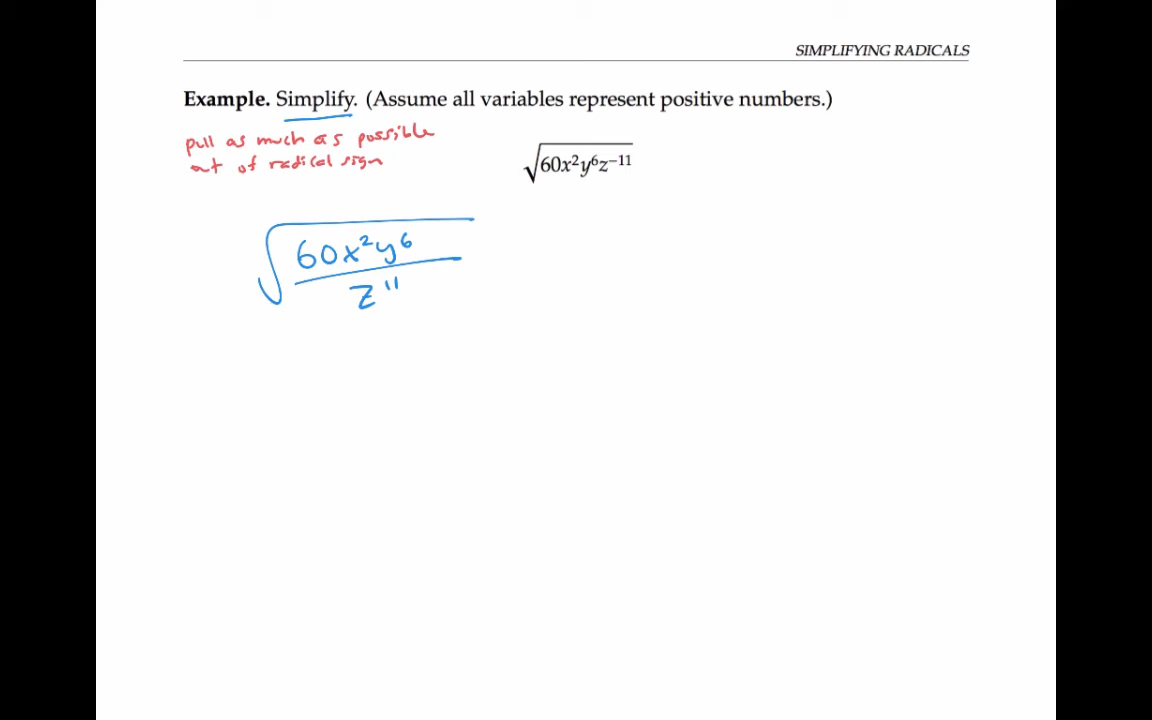 SIMPLIFYING RADICALS
Example. Simplify. (Assume all variables represent positive numbers.)
pull as much as possible
out of radical sign
√60x²y⁶z⁻¹¹
√60x²y⁶
z¹¹